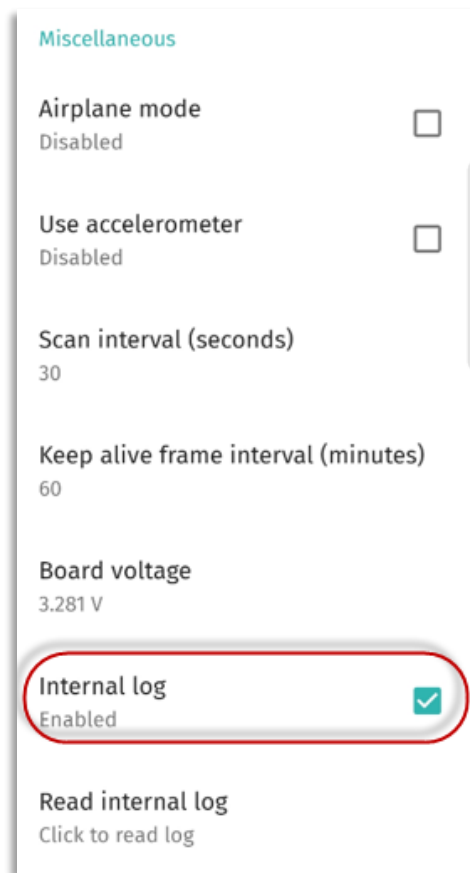 Miscellaneous
Airplane mode
Disabled
Use accelerometer
Disabled
Scan interval (seconds)
30
Keep alive frame interval (minutes)
60
Board voltage
3.281 V
Internal log
Enabled
Read internal log
Click to read log